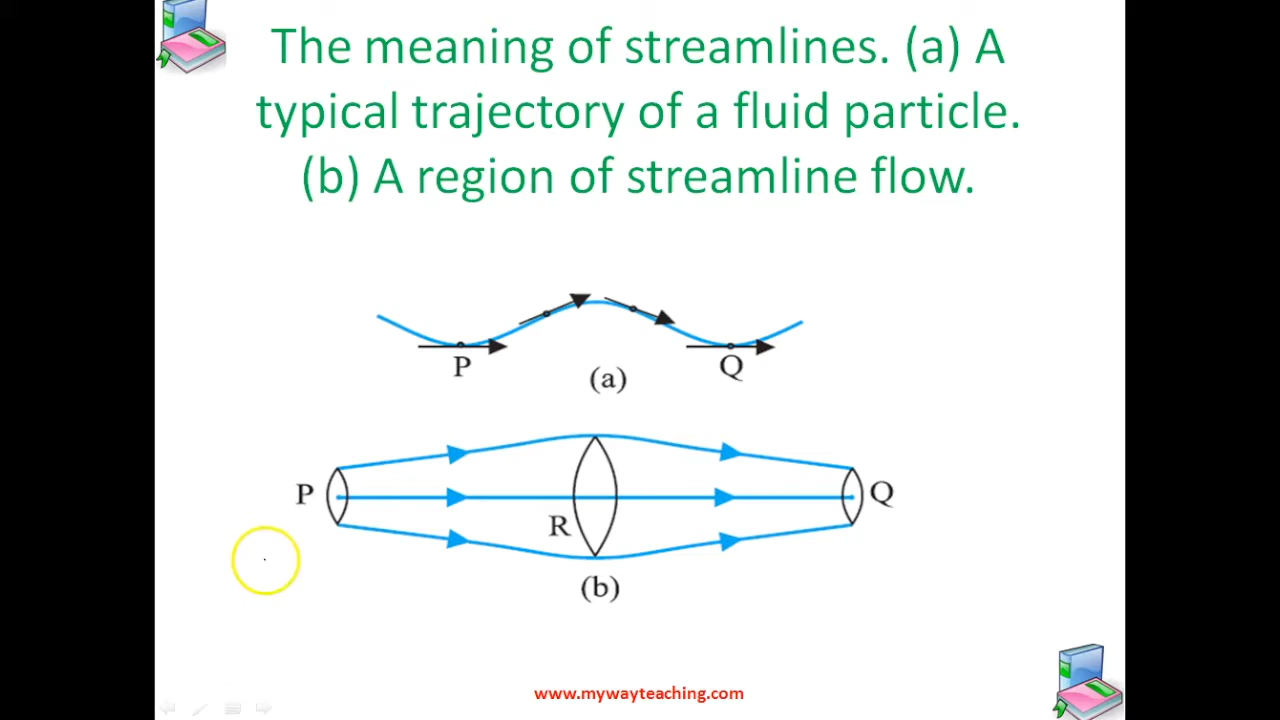 The meaning of streamlines. (a) A
typical trajectory of a fluid particle.
(b) A region of streamline flow.
P
Q
(a)
P
Q
R
(b)
www.mywayteaching.com